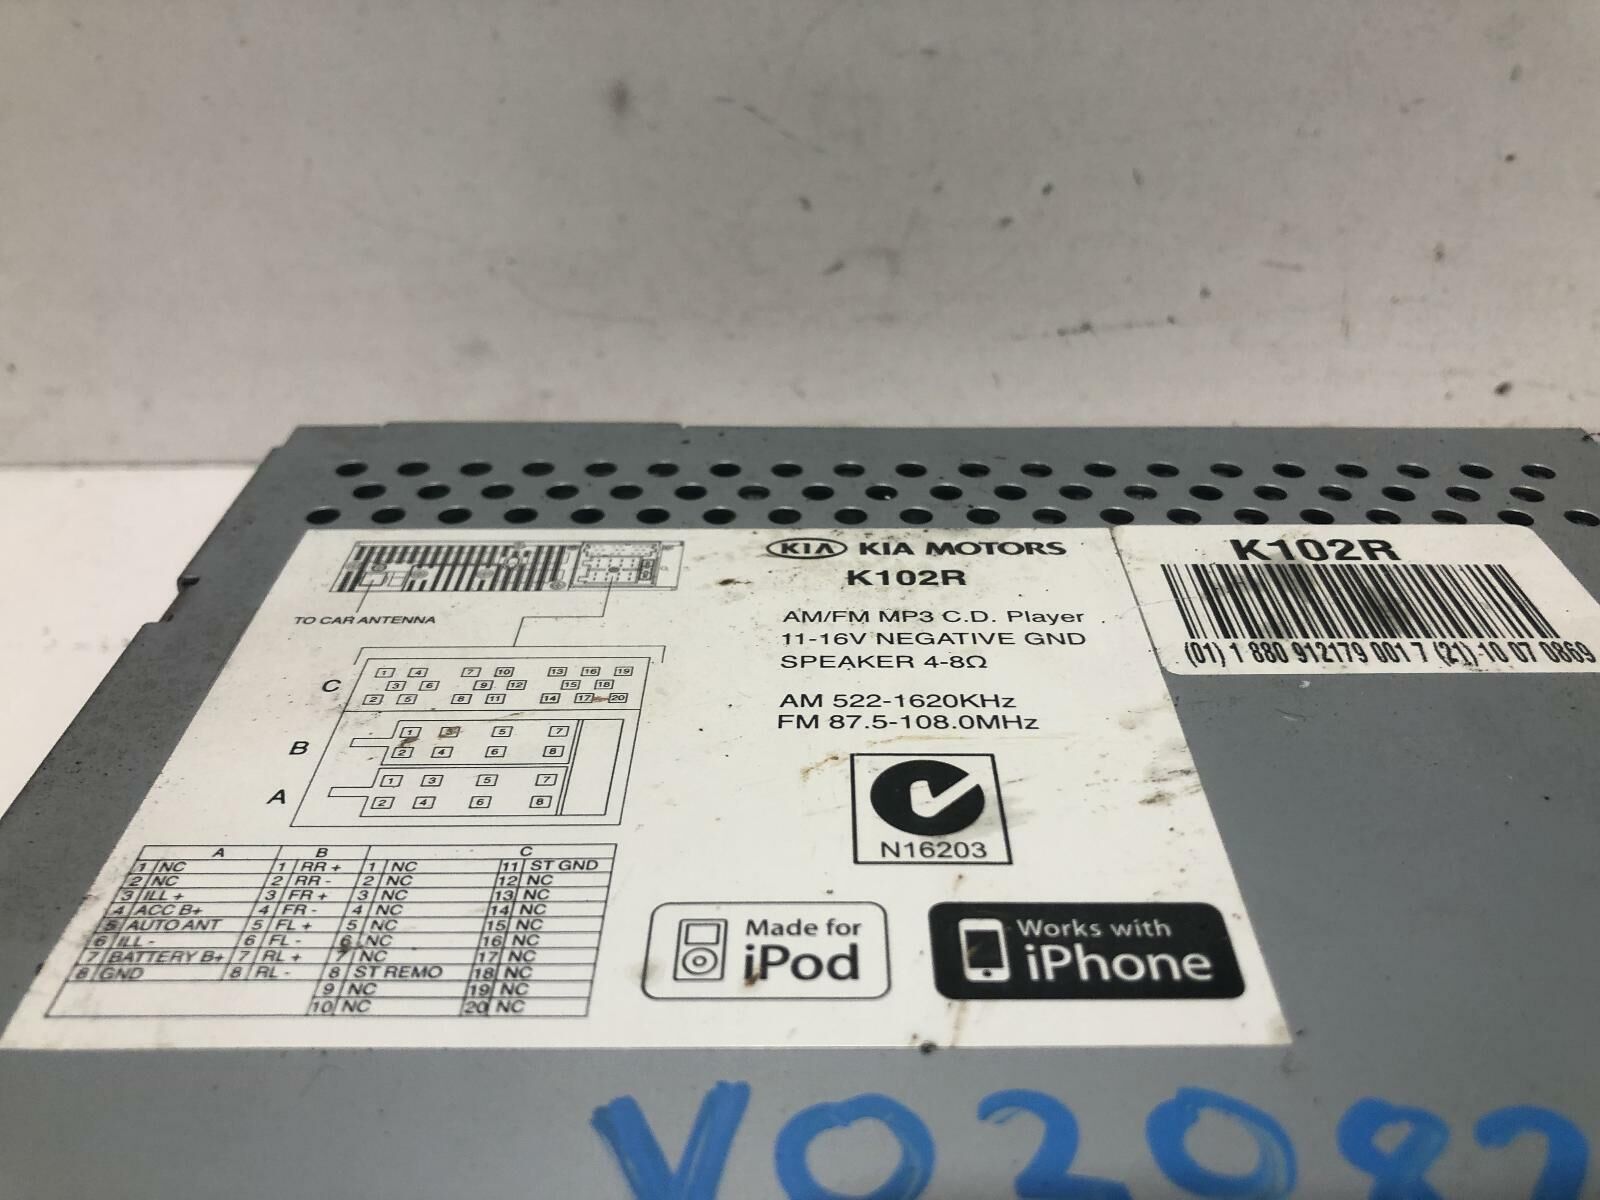 KIA KIA MOTORS
K102R
AM/FM MP3 C.D. Player
11-16V NEGATIVE GND
SPEAKER 4-8Ω
AM 522-1620KHz
FM 87.5-108.0MHz
N16203
Made for
iPod
Works with
iPhone
K102R
(01) 1 880 912179 001 7 (21) 10 07 0869
TO CAR ANTENNA
C
1 4 7 10 13 16 19
3 6 9 12 15 18
2 5 8 11 14 17 20
B
1 3 5 7
2 4 6 8
A
1 3 5 7
2 4 6 8
A B C
1 NC 1 RR + 1 NC 11 ST GND
2 NC 2 RR - 2 NC 12 NC
3 ILL + 3 FR + 3 NC 13 NC
4 ACC B+ 4 FR - 4 NC 14 NC
5 AUTO ANT 5 FL + 5 NC 15 NC
6 ILL - 6 FL - 6 NC 16 NC
7 BATTERY B+ 7 RL + 7 NC 17 NC
8 GND 8 RL - 8 ST REMO 18 NC
9 NC 19 NC
10 NC 20 NC
V02082